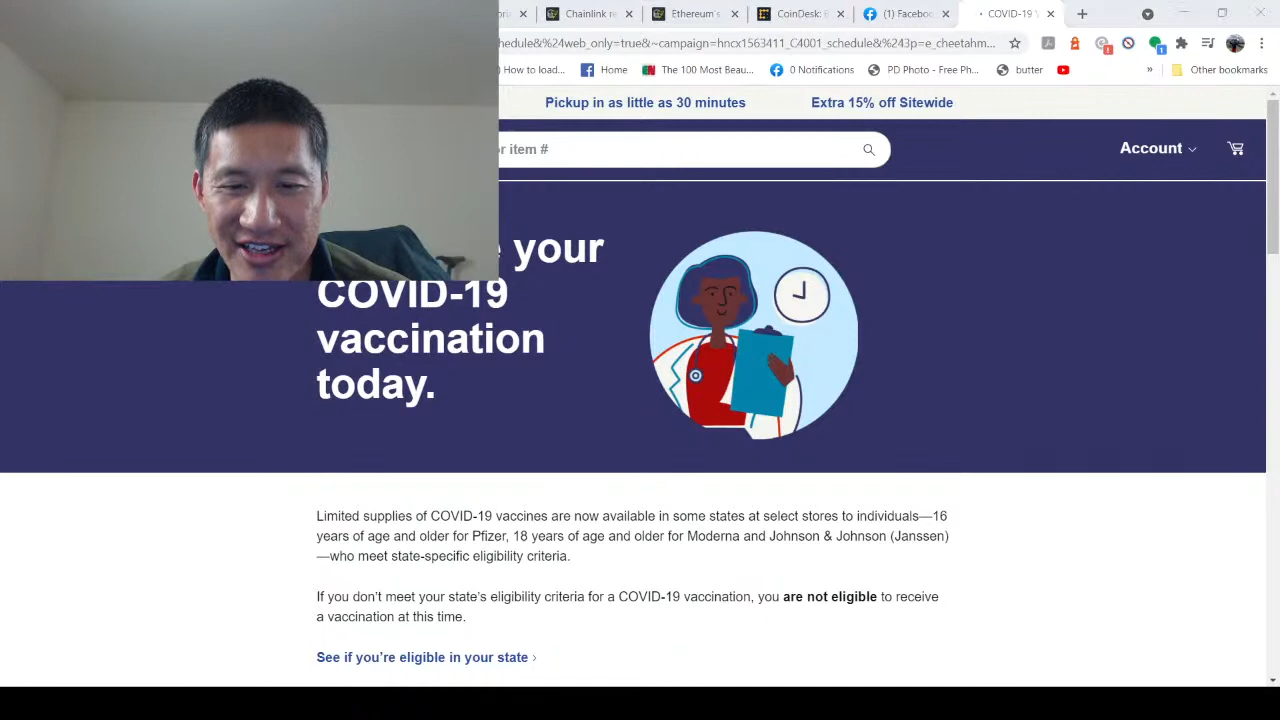 Chainlink re
Ethereum's
CoinDesk: B
(1) Facebo
COVID-19 V
hedule&%24web_only=true&~campaign=hncx1563411_C4001_schedule&%243p=e_cheetahm...
) How to load...
Home
The 100 Most Beau...
0 Notifications
PD Photo - Free Ph...
butter
»
Other bookmarks
Pickup in as little as 30 minutes
Extra 15% off Sitewide
or item #
Account
your
COVID-19
vaccination
today.
Limited supplies of COVID-19 vaccines are now available in some states at select stores to individuals—16
years of age and older for Pfizer, 18 years of age and older for Moderna and Johnson & Johnson (Janssen)
—who meet state-specific eligibility criteria.
If you don't meet your state's eligibility criteria for a COVID-19 vaccination, you are not eligible to receive
a vaccination at this time.
See if you're eligible in your state ›